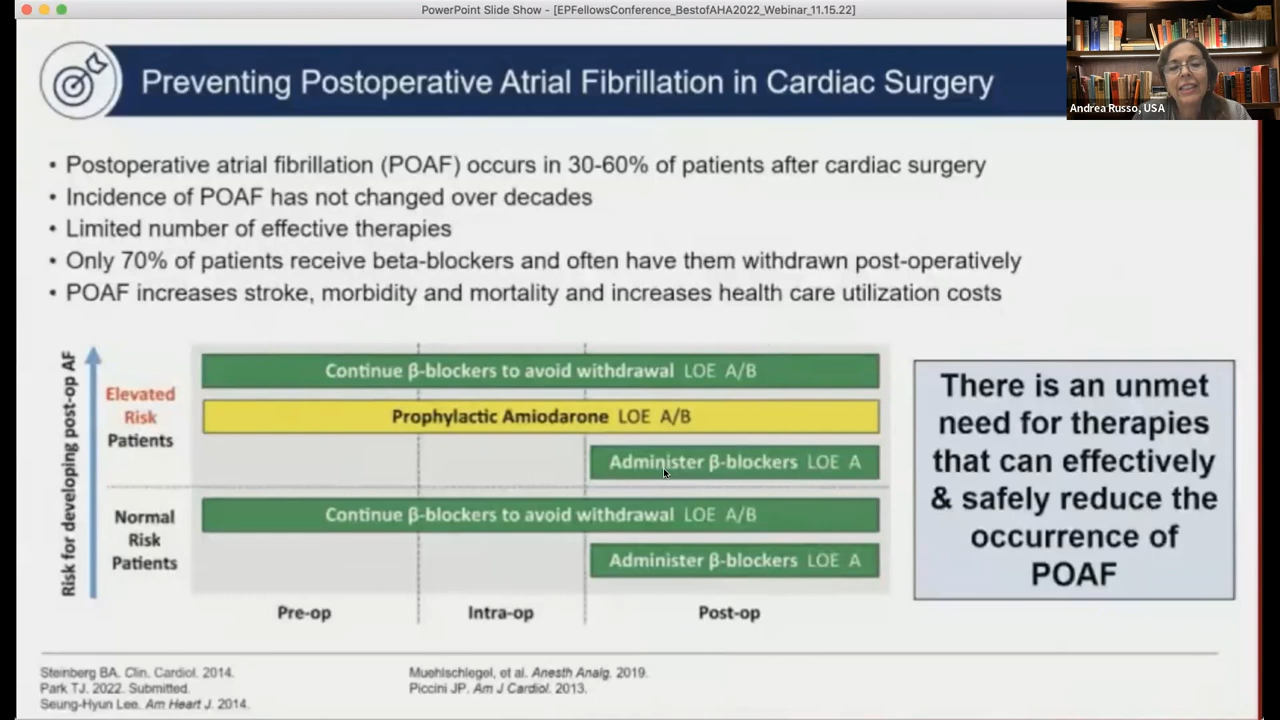 PowerPoint Slide Show - [EPFellowsConference_BestofAHA2022_Webinar_11.15.22]
Andrea Russo, USA
Preventing Postoperative Atrial Fibrillation in Cardiac Surgery
• Postoperative atrial fibrillation (POAF) occurs in 30-60% of patients after cardiac surgery
• Incidence of POAF has not changed over decades
• Limited number of effective therapies
• Only 70% of patients receive beta-blockers and often have them withdrawn post-operatively
• POAF increases stroke, morbidity and mortality and increases health care utilization costs
Risk for developing post-op AF
Elevated
Risk
Patients
Continue β-blockers to avoid withdrawal LOE A/B
Prophylactic Amiodarone LOE A/B
Administer β-blockers LOE A
Normal
Risk
Patients
Continue β-blockers to avoid withdrawal LOE A/B
Administer β-blockers LOE A
Pre-op
Intra-op
Post-op
There is an unmet
need for therapies
that can effectively
& safely reduce the
occurrence of
POAF
Steinberg BA. Clin. Cardiol. 2014.
Park TJ. 2022. Submitted.
Seung-Hyun Lee. Am Heart J. 2014.
Muehlschlegel, et al. Anesth Analg. 2019.
Piccini JP. Am J Cardiol. 2013.